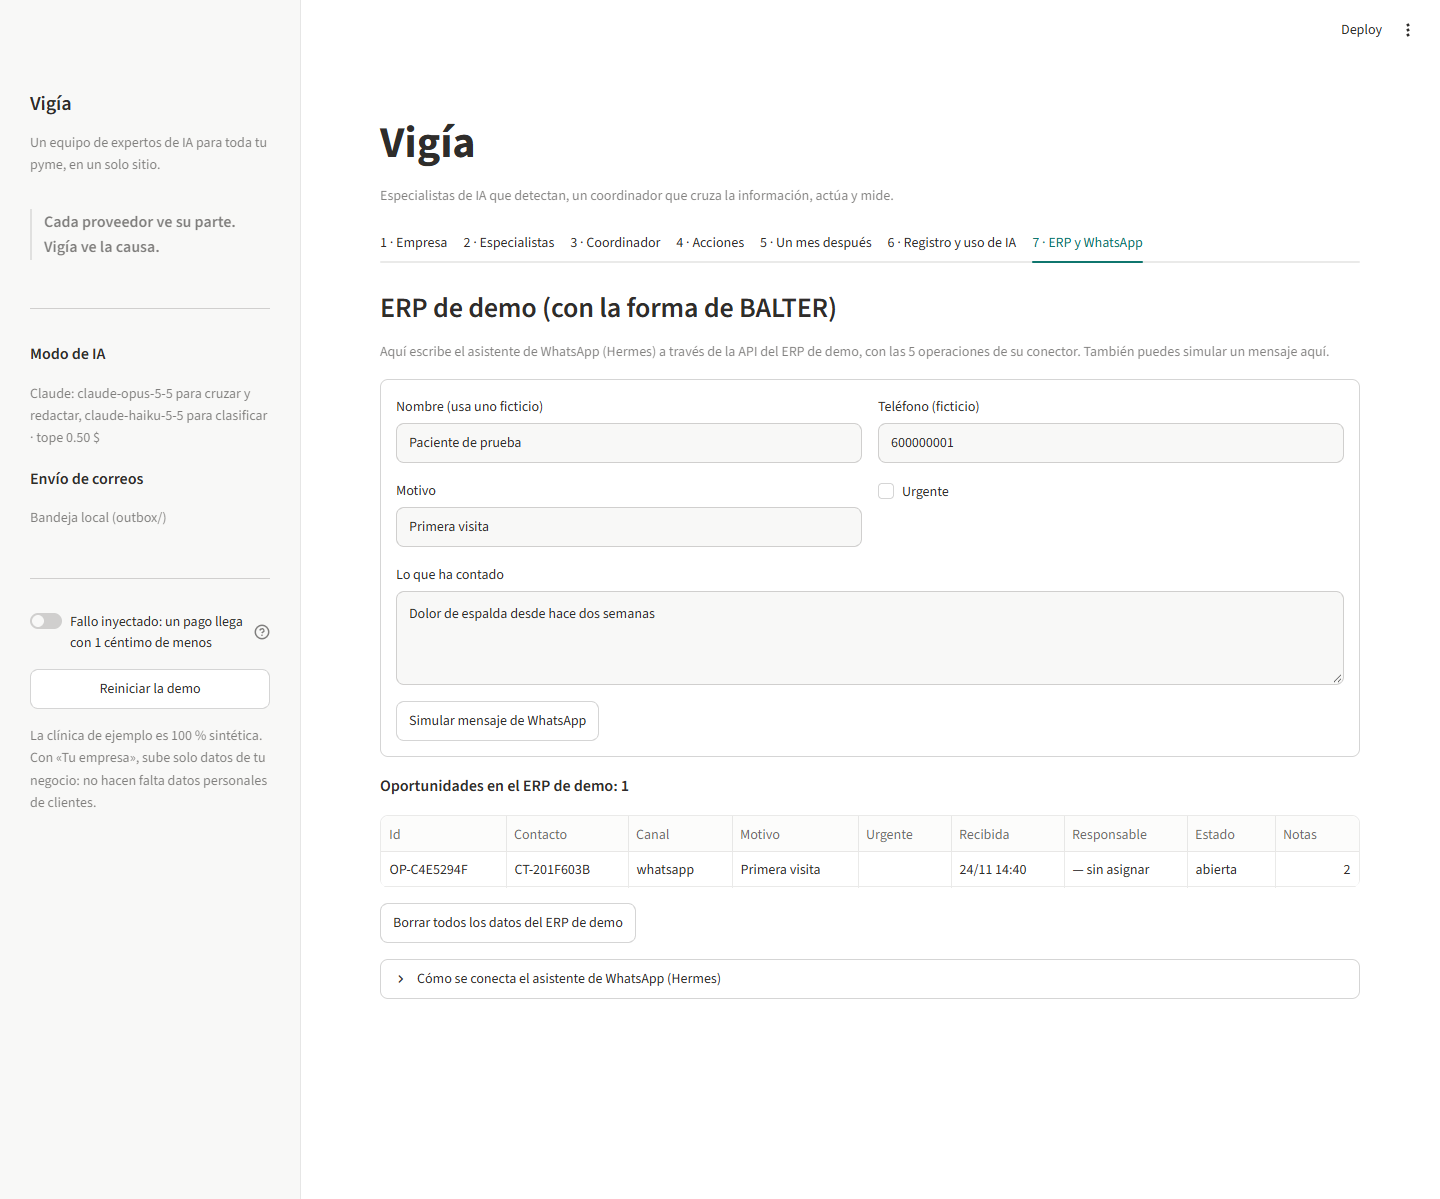 Deploy
Vigía
Un equipo de expertos de IA para toda tu
pyme, en un solo sitio.
Cada proveedor ve su parte.
Vigía ve la causa.
Modo de IA
Claude: claude-opus-5-5 para cruzar y
redactar, claude-haiku-5-5 para clasificar
· tope 0.50 $
Envío de correos
Bandeja local (outbox/)
Fallo inyectado: un pago llega
con 1 céntimo de menos
Reiniciar la demo
La clínica de ejemplo es 100 % sintética.
Con «Tu empresa», sube solo datos de tu
negocio: no hacen falta datos personales
de clientes.
Vigía
Especialistas de IA que detectan, un coordinador que cruza la información, actúa y mide.
1 · Empresa 2 · Especialistas 3 · Coordinador 4 · Acciones 5 · Un mes después 6 · Registro y uso de IA 7 · ERP y WhatsApp
ERP de demo (con la forma de BALTER)
Aquí escribe el asistente de WhatsApp (Hermes) a través de la API del ERP de demo, con las 5 operaciones de su conector. También puedes simular un mensaje aquí.
Nombre (usa uno ficticio) Teléfono (ficticio)
Paciente de prueba 600000001
Motivo Urgente
Primera visita
Lo que ha contado
Dolor de espalda desde hace dos semanas
Simular mensaje de WhatsApp
Oportunidades en el ERP de demo: 1
Id Contacto Canal Motivo Urgente Recibida Responsable Estado Notas
OP-C4E5294F CT-201F603B whatsapp Primera visita 24/11 14:40 — sin asignar abierta 2
Borrar todos los datos del ERP de demo
Cómo se conecta el asistente de WhatsApp (Hermes)